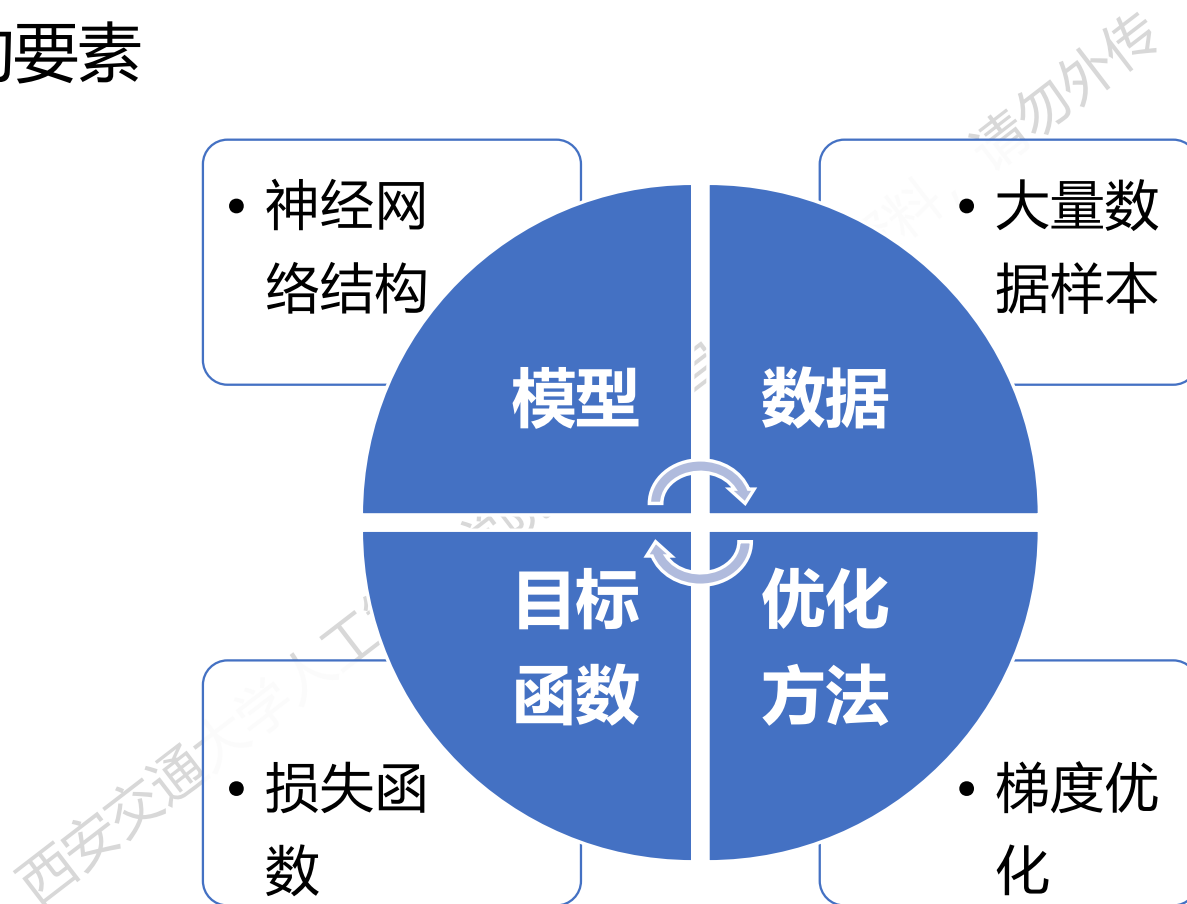 的要素
• 神经网
络结构
• 大量数
据样本
模型
数据
目标
函数
优化
方法
• 损失函
数
• 梯度优
化
西安交通大学人工
料，请勿外传